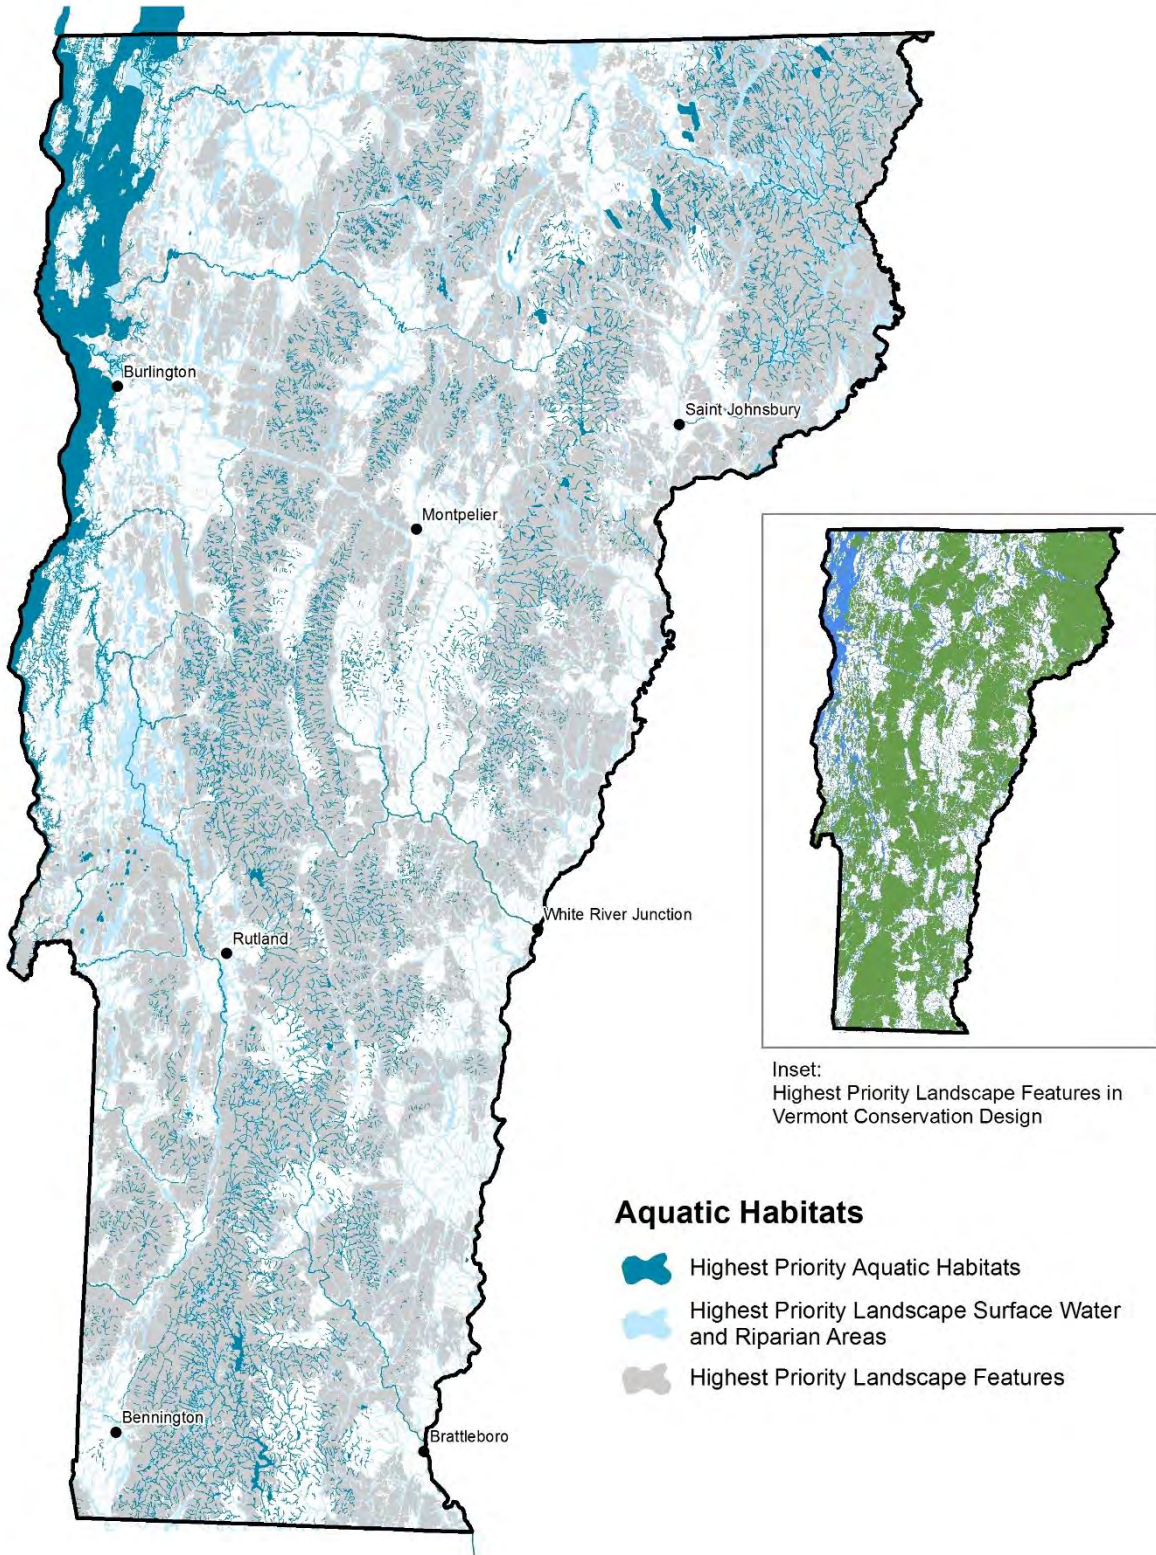 Burlington
Saint Johnsbury
Montpelier
White River Junction
Rutland
Inset:
Highest Priority Landscape Features in
Vermont Conservation Design
Aquatic Habitats
Highest Priority Aquatic Habitats
Highest Priority Landscape Surface Water
and Riparian Areas
Highest Priority Landscape Features
Bennington
Brattleboro